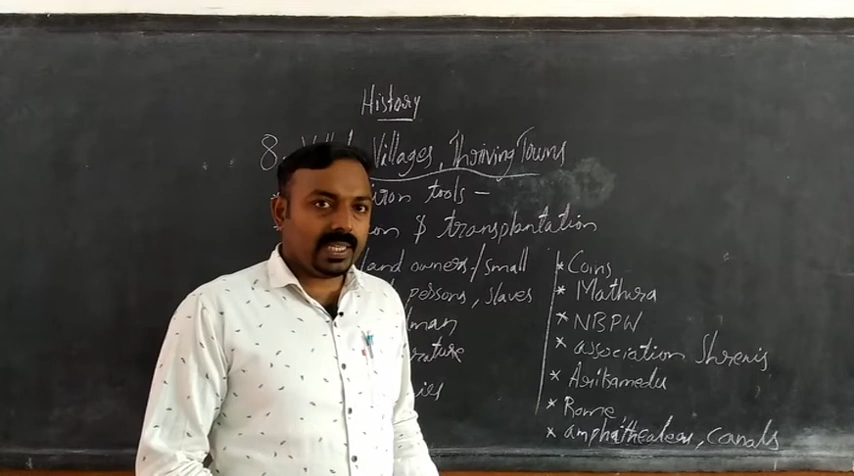 History
8. Villages, Thriving Towns
iron tools -
& transplantation
land owners/small
persons, slaves
* Coins
* Mathura
* NBPW
* association Shrenis
* Arikamedu
* Rome
* amphitheaters, canals